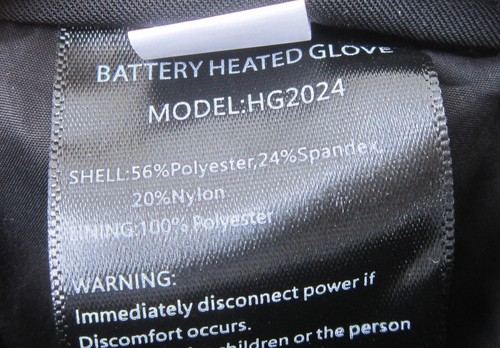 BATTERY HEATED GLOVE
MODEL:HG2024
SHELL:56%Polyester,24%Spandex,
20%Nylon
LINING:100% Polyester
WARNING:
Immediately disconnect power if
Discomfort occurs.
children or the person